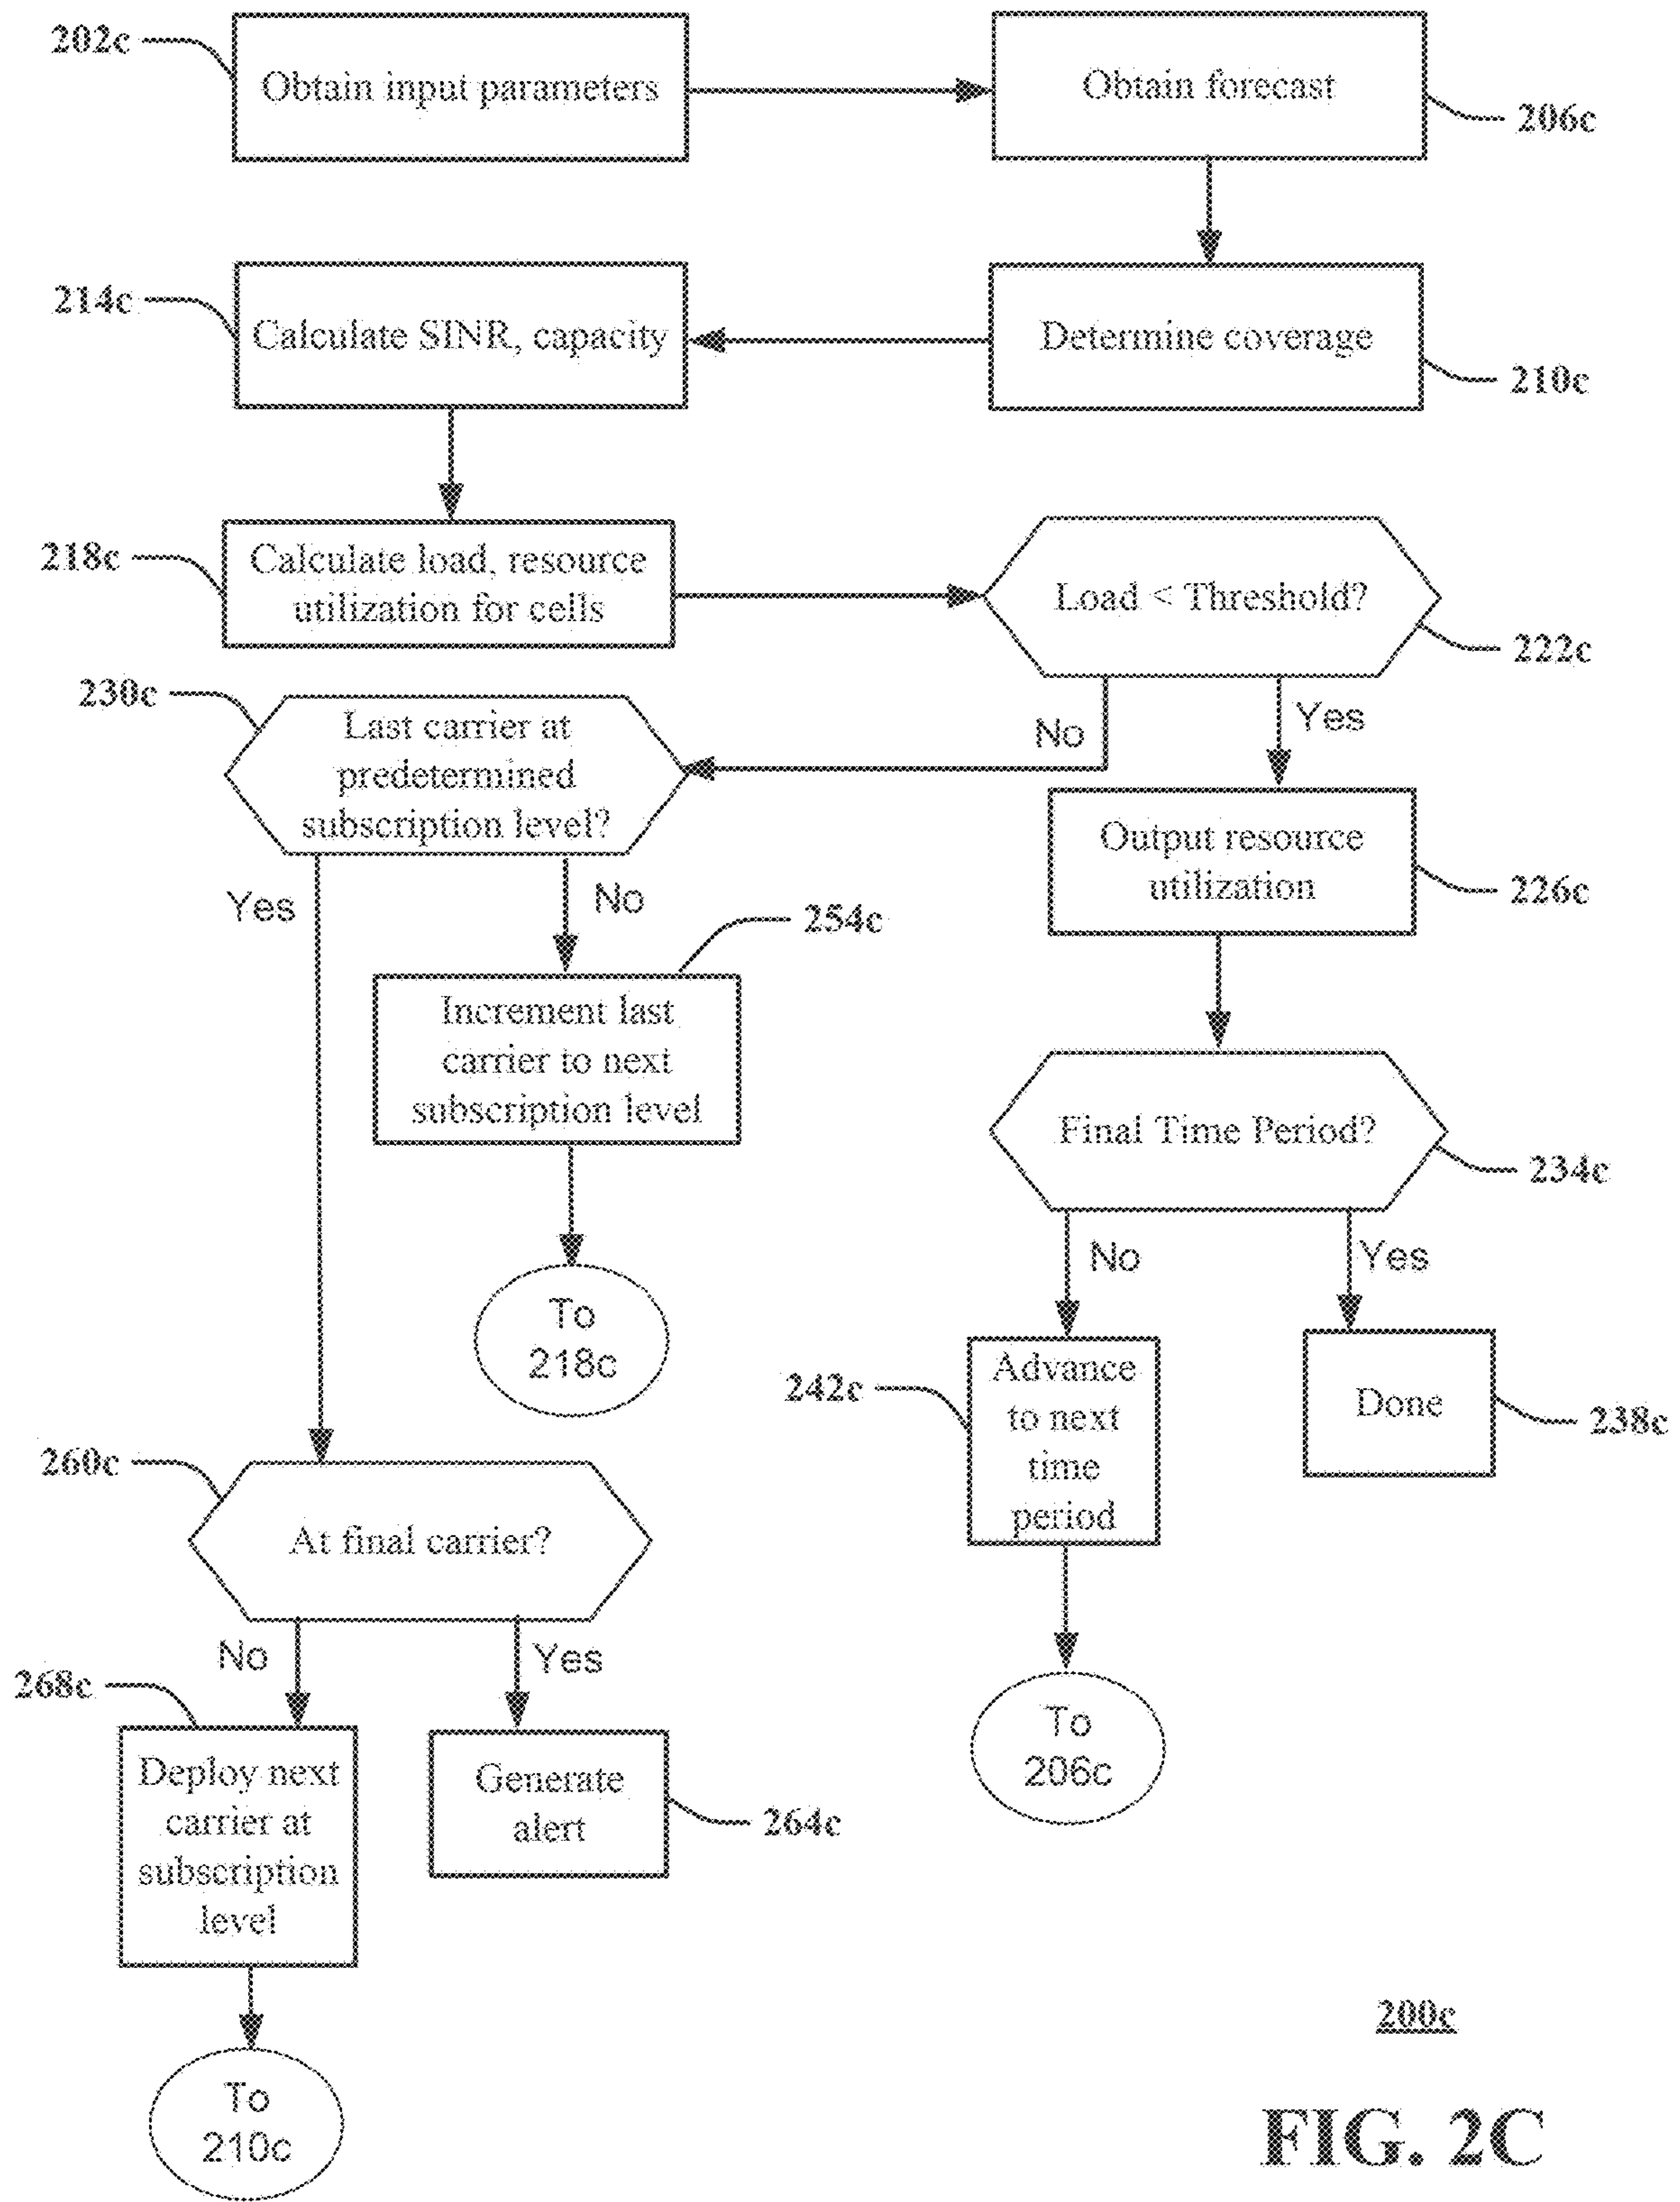 202c
Obtain input parameters
Obtain forecast
206c
214c
Calculate SINR, capacity
Determine coverage
210c
218c
Calculate load, resource
utilization for cells
Load < Threshold?
222c
230c
Last carrier at
predetermined
subscription level?
No
Yes
Output resource
utilization
226c
Yes
No
254c
Increment last
carrier to next
subscription level
Final Time Period?
234c
No
Yes
To
218c
242c
Advance
to next
time
period
Done
238c
260c
At final carrier?
No
Yes
268c
Deploy next
carrier at
subscription
level
Generate
alert
264c
To
206c
To
210c
200c
FIG. 2C